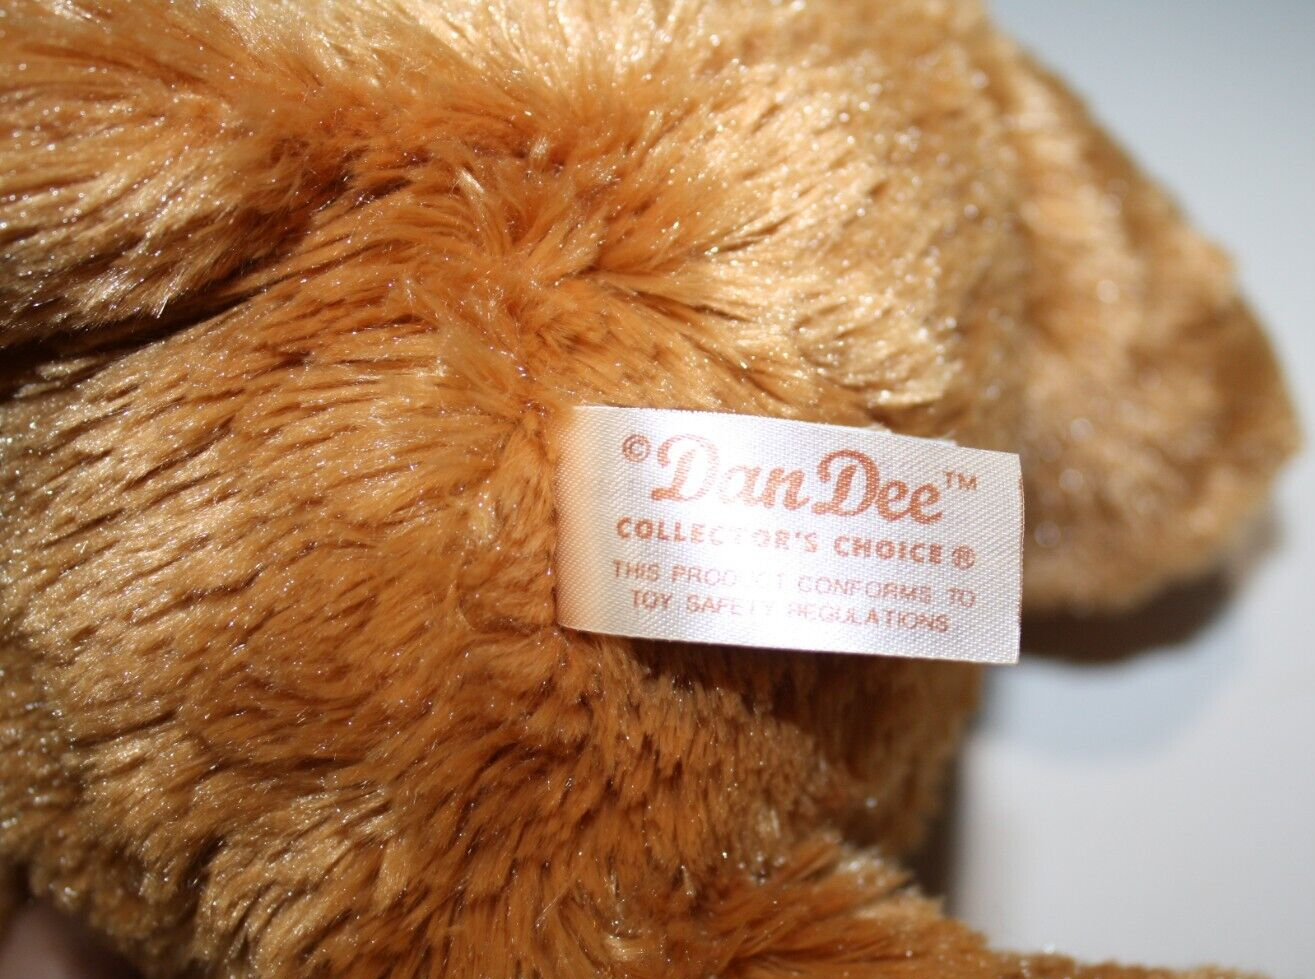 © Dan Dee™
COLLECTOR'S CHOICE ®
THIS PRODUCT CONFORMS TO
TOY SAFETY REGULATIONS